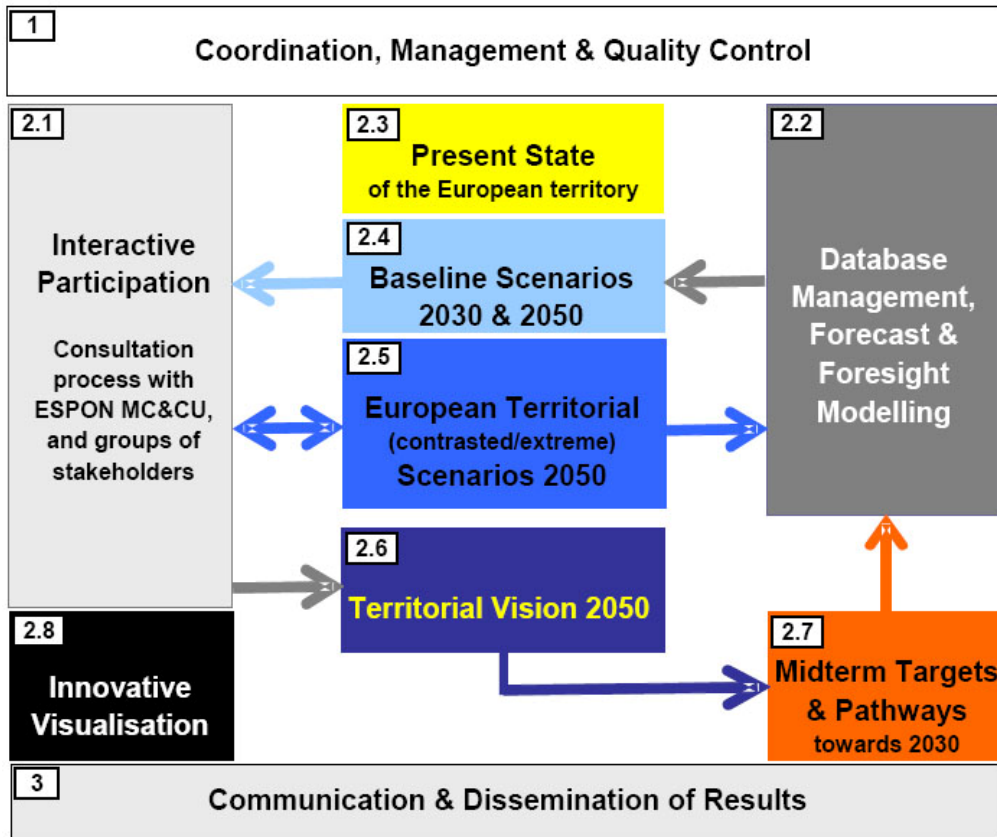 1
Coordination, Management & Quality Control
2.1
Interactive
Participation
Consultation
process with
ESPON MC&CU,
and groups of
stakeholders
2.3
Present State
of the European territory
2.4
Baseline Scenarios
2030 & 2050
2.5
European Territorial
(contrasted/extreme)
Scenarios 2050
2.6
Territorial Vision 2050
2.2
Database
Management,
Forecast &
Foresight
Modelling
2.8
Innovative
Visualisation
2.7
Midterm Targets
& Pathways
towards 2030
3
Communication & Dissemination of Results